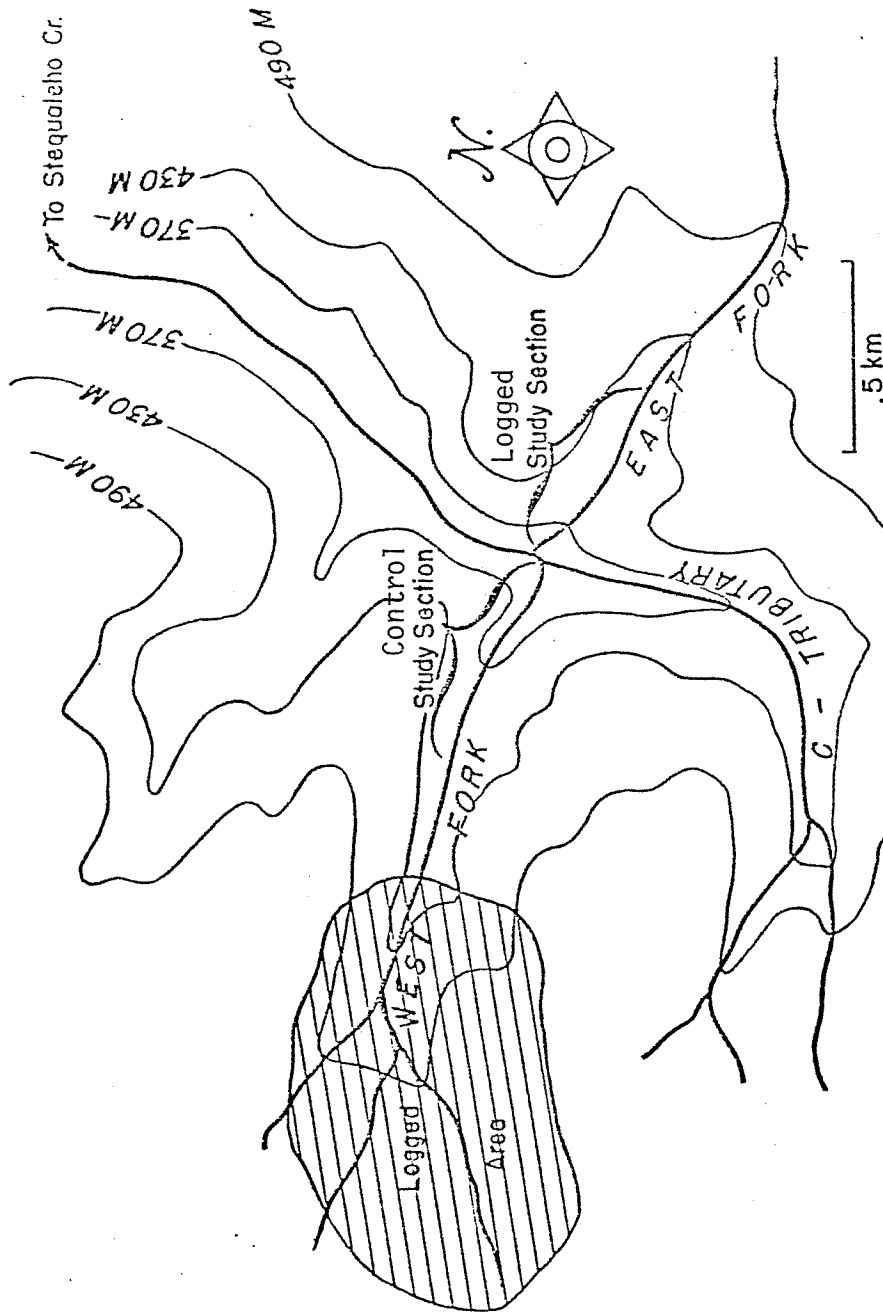 To Stequaleho Cr.
490 M
430 M
370 M
370 M
430 M
490 M
N.
Control
Study Section
Logged
Study Section
EAST FORK
WEST FORK
C - TRIBUTARY
Logged
Area
.5 km